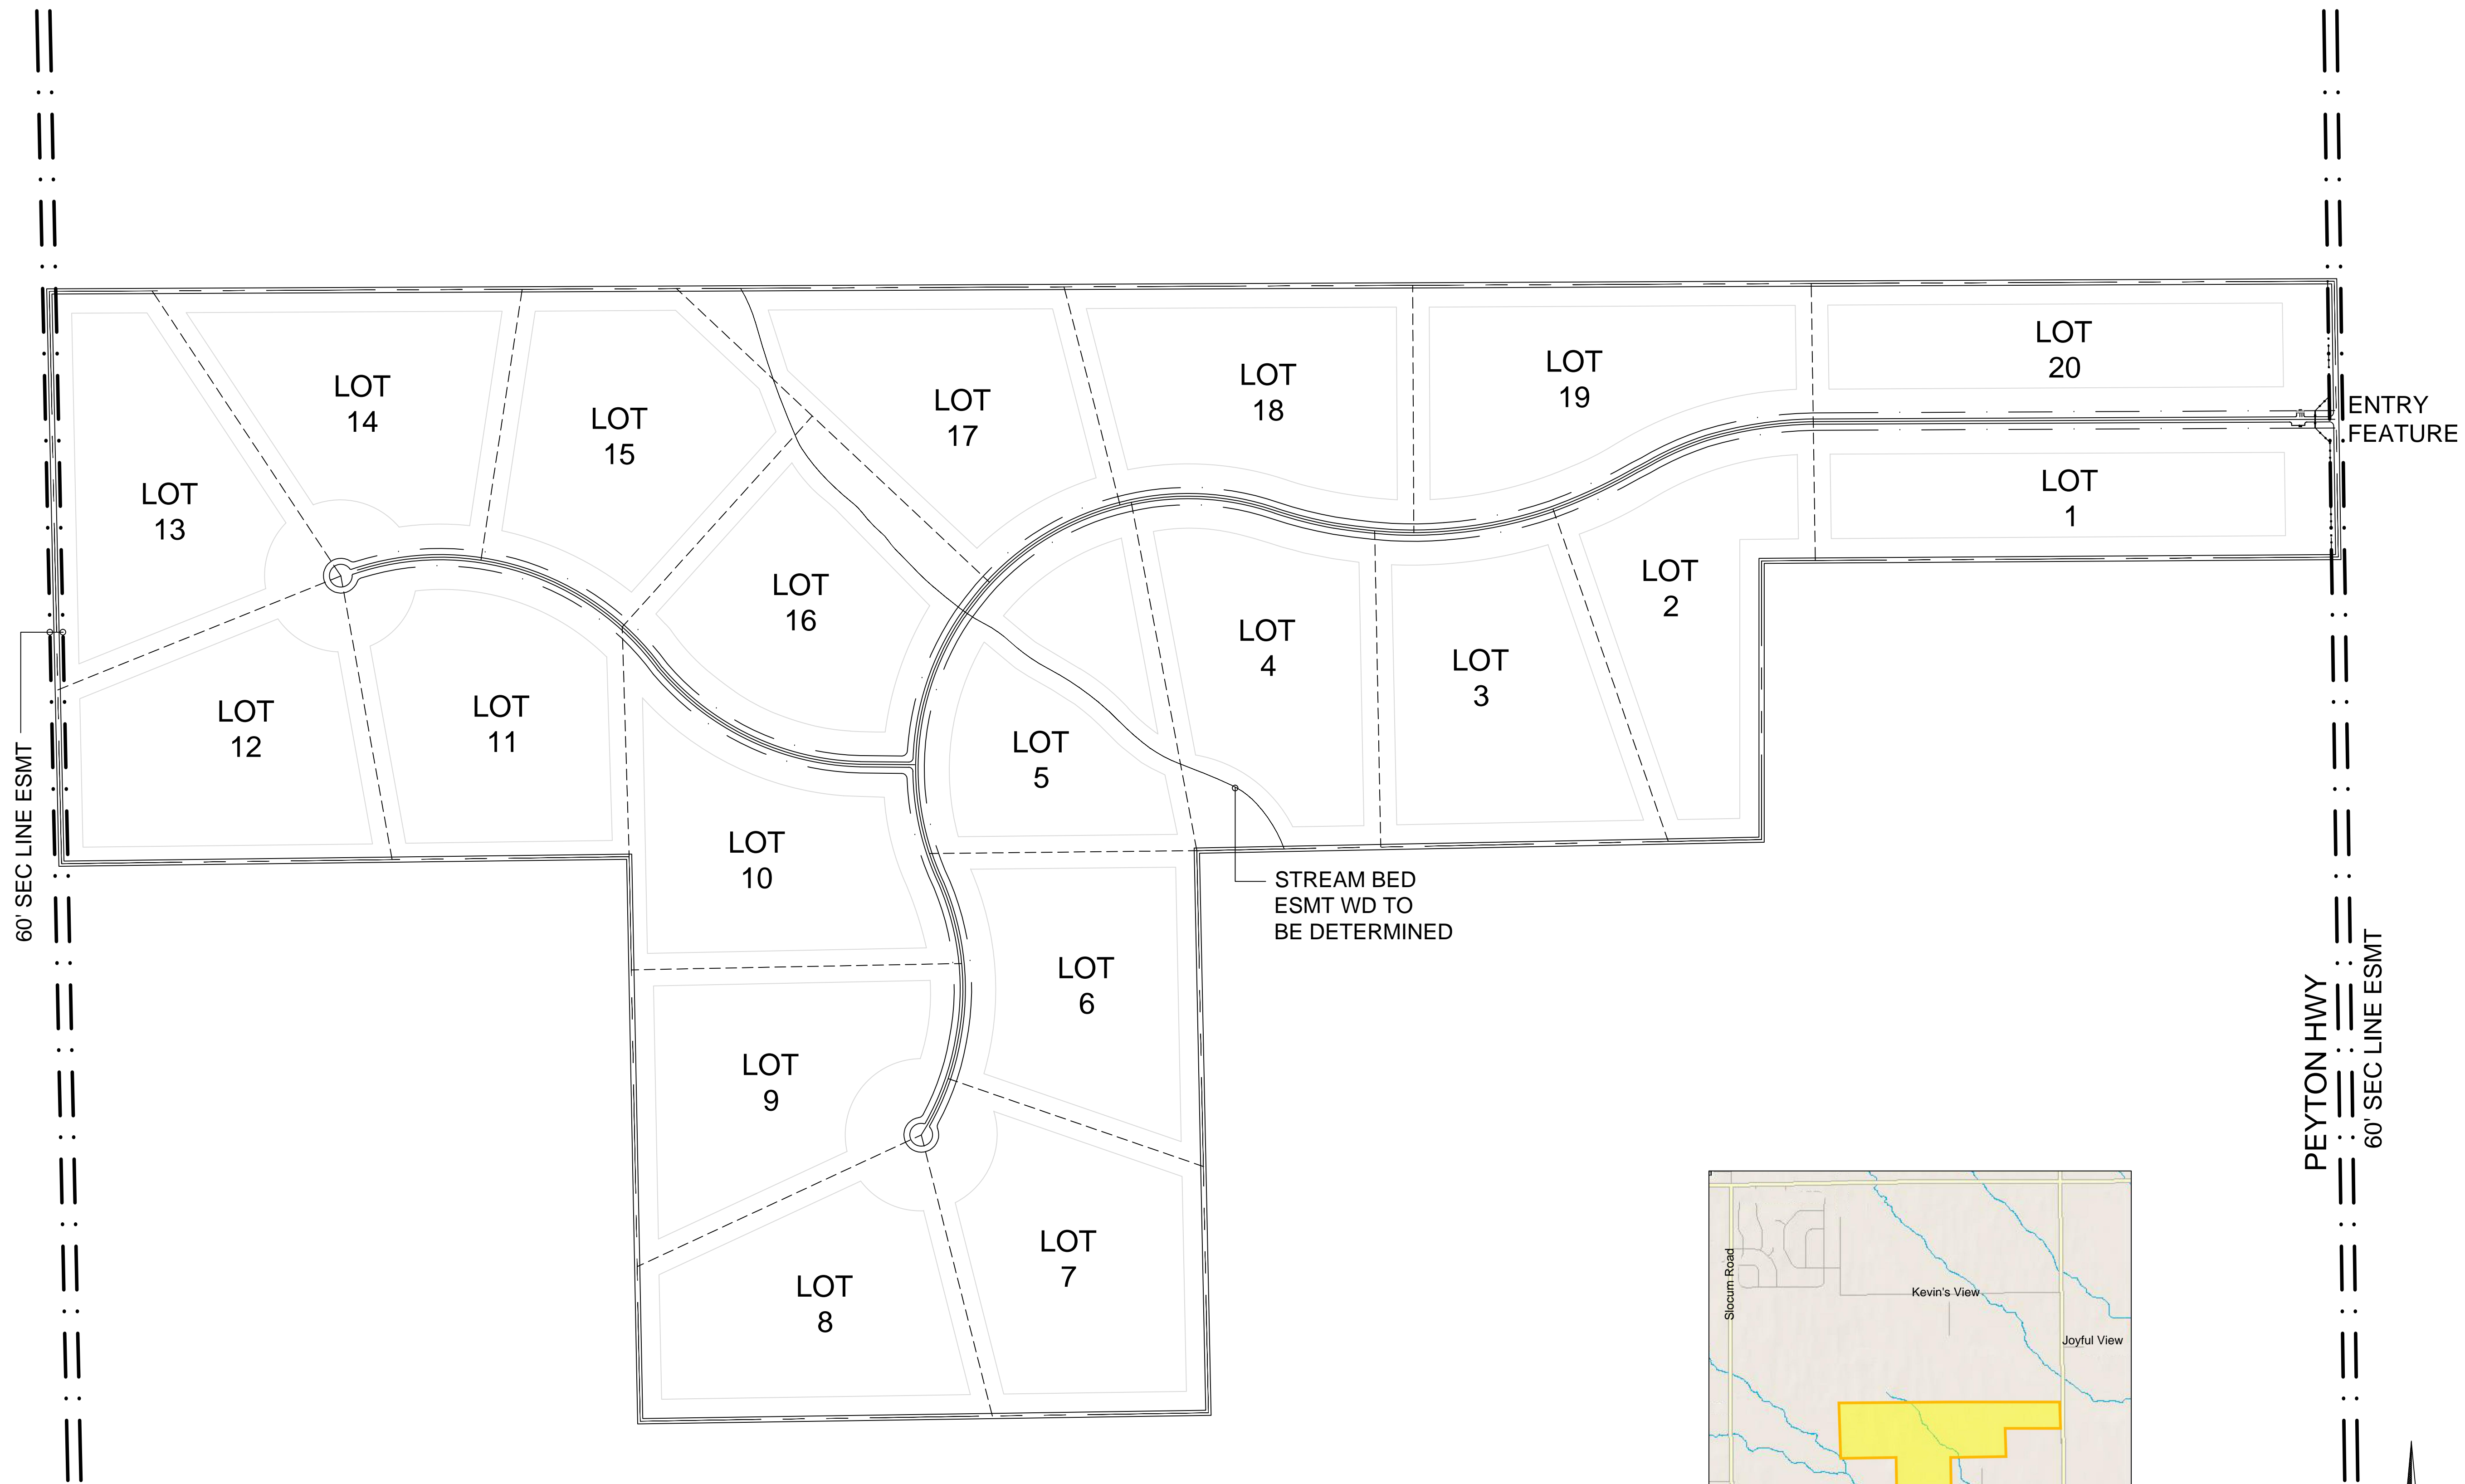 LOT
20
LOT
19
LOT
18
LOT
17
LOT
14
LOT
15
ENTRY
FEATURE
LOT
13
LOT
1
LOT
16
LOT
2
LOT
4
LOT
3
LOT
12
LOT
11
LOT
5
60' SEC LINE ESMT
LOT
10
STREAM BED
ESMT WD TO
BE DETERMINED
LOT
6
PEYTON HWY
60' SEC LINE ESMT
LOT
9
LOT
7
LOT
8
Slocum Road
Kevin's View
Joyful View